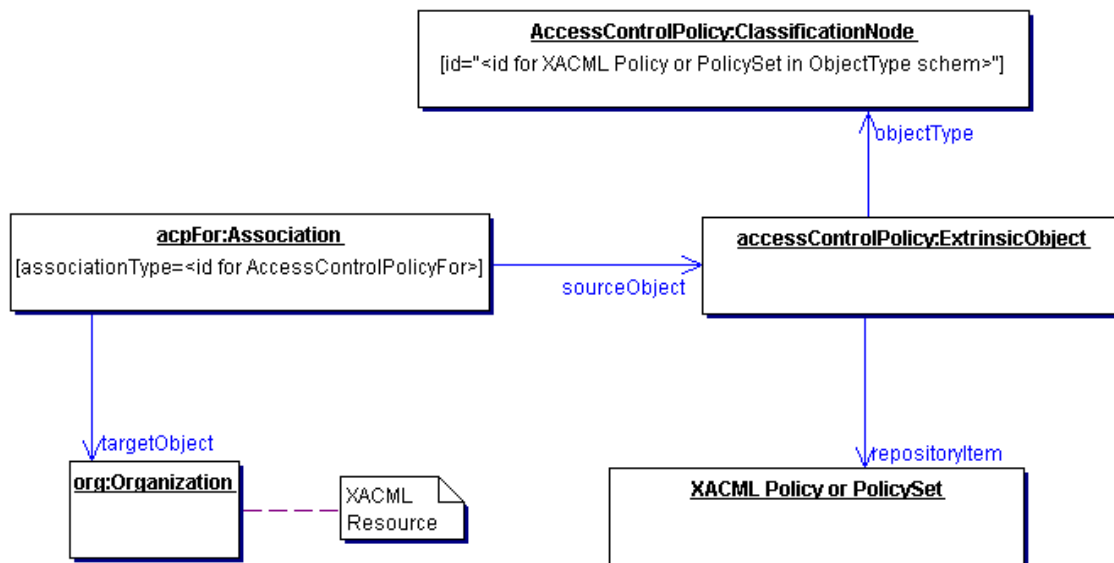 AccessControlPolicy:ClassificationNode
[id="<id for XACML Policy or PolicySet in ObjectType schem>"]
objectType
acpFor:Association
[associationType=<id for AccessControlPolicyFor>]
sourceObject
accessControlPolicy:ExtrinsicObject
targetObject
repositoryItem
org:Organization
XACML
Resource
XACML Policy or PolicySet